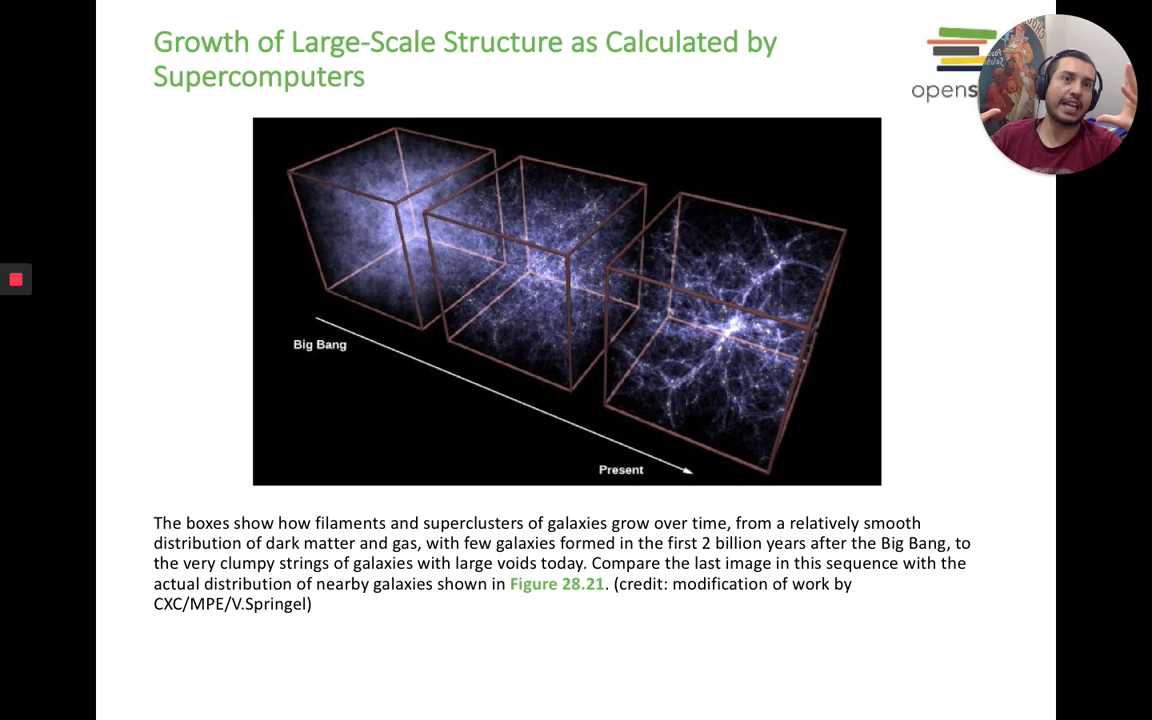 Growth of Large-Scale Structure as Calculated by
Supercomputers
opens
Big Bang
Present
The boxes show how filaments and superclusters of galaxies grow over time, from a relatively smooth
distribution of dark matter and gas, with few galaxies formed in the first 2 billion years after the Big Bang, to
the very clumpy strings of galaxies with large voids today. Compare the last image in this sequence with the
actual distribution of nearby galaxies shown in Figure 28.21. (credit: modification of work by
CXC/MPE/V.Springel)